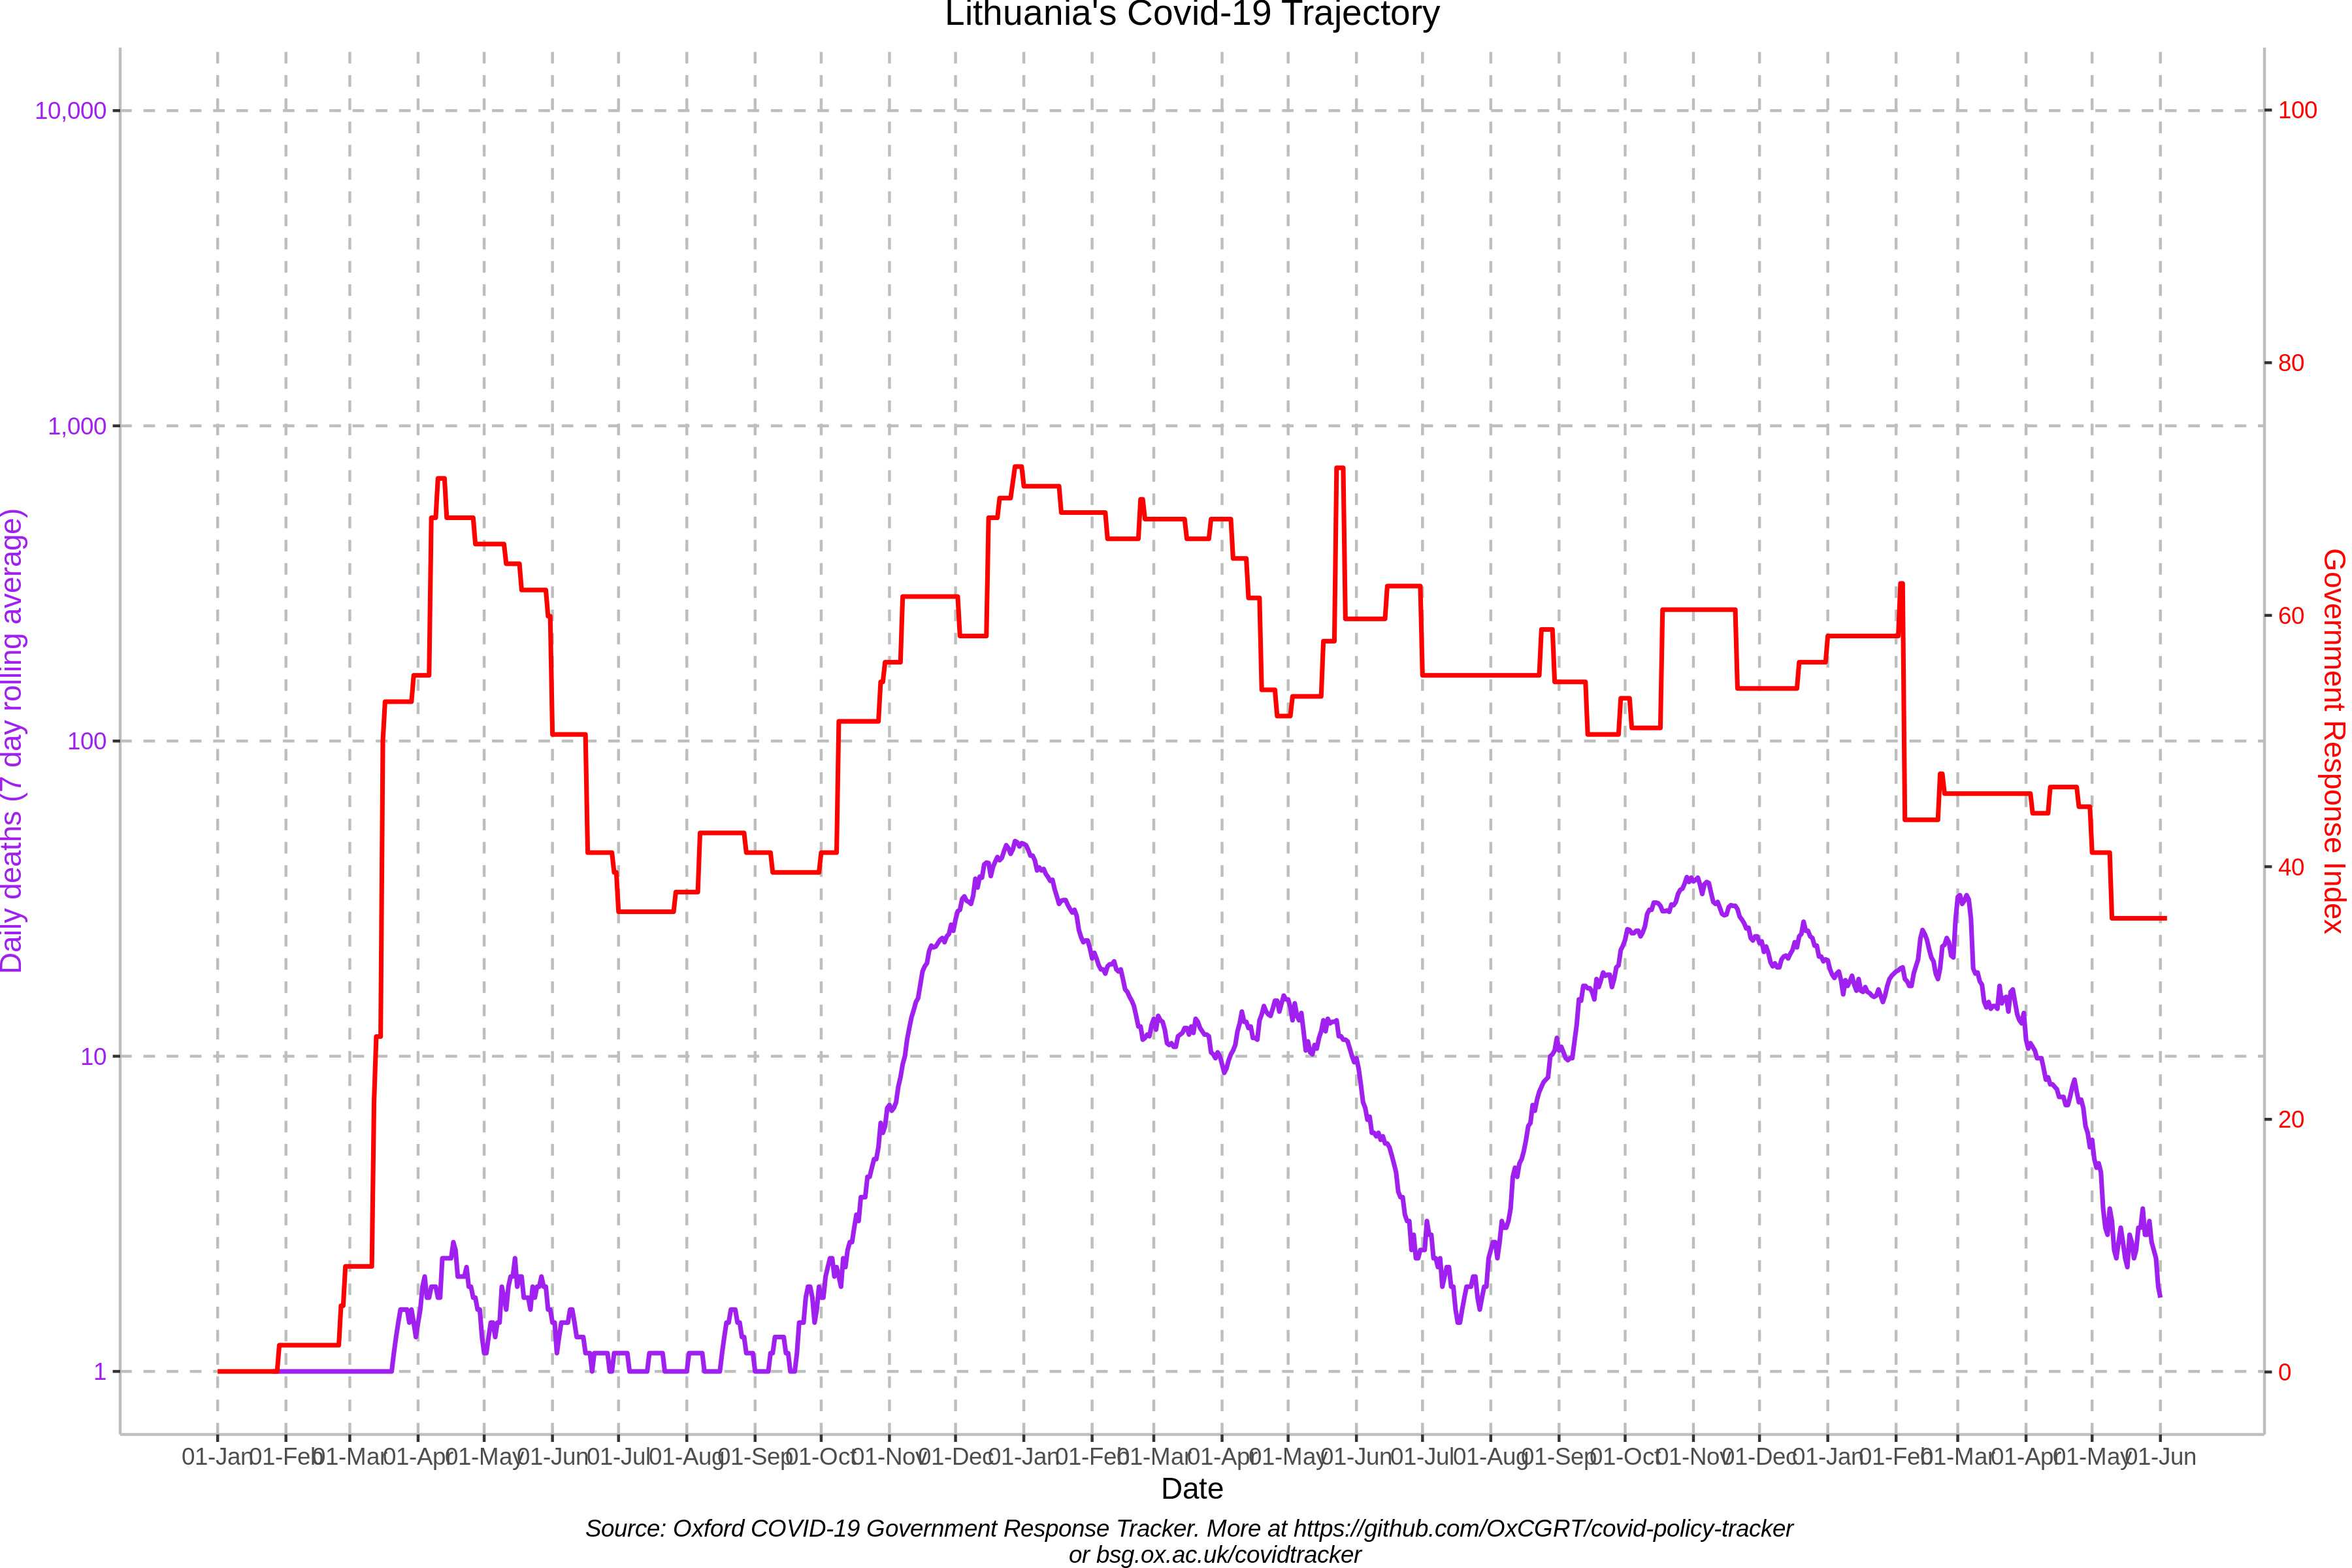 Lithuania's Covid-19 Trajectory
10,000
1,000
100
10
1
Daily deaths (7 day rolling average)
100
80
60
40
20
0
Government Response Index
01-Jan
01-Feb
01-Mar
01-Apr
01-May
01-Jun
01-Jul
01-Aug
01-Sep
01-Oct
01-Nov
01-Dec
01-Jan
01-Feb
01-Mar
01-Apr
01-May
01-Jun
01-Jul
01-Aug
01-Sep
01-Oct
01-Nov
01-Dec
01-Jan
01-Feb
01-Mar
01-Apr
01-May
01-Jun
Date
Source: Oxford COVID-19 Government Response Tracker. More at https://github.com/OxCGRT/covid-policy-tracker
or bsg.ox.ac.uk/covidtracker